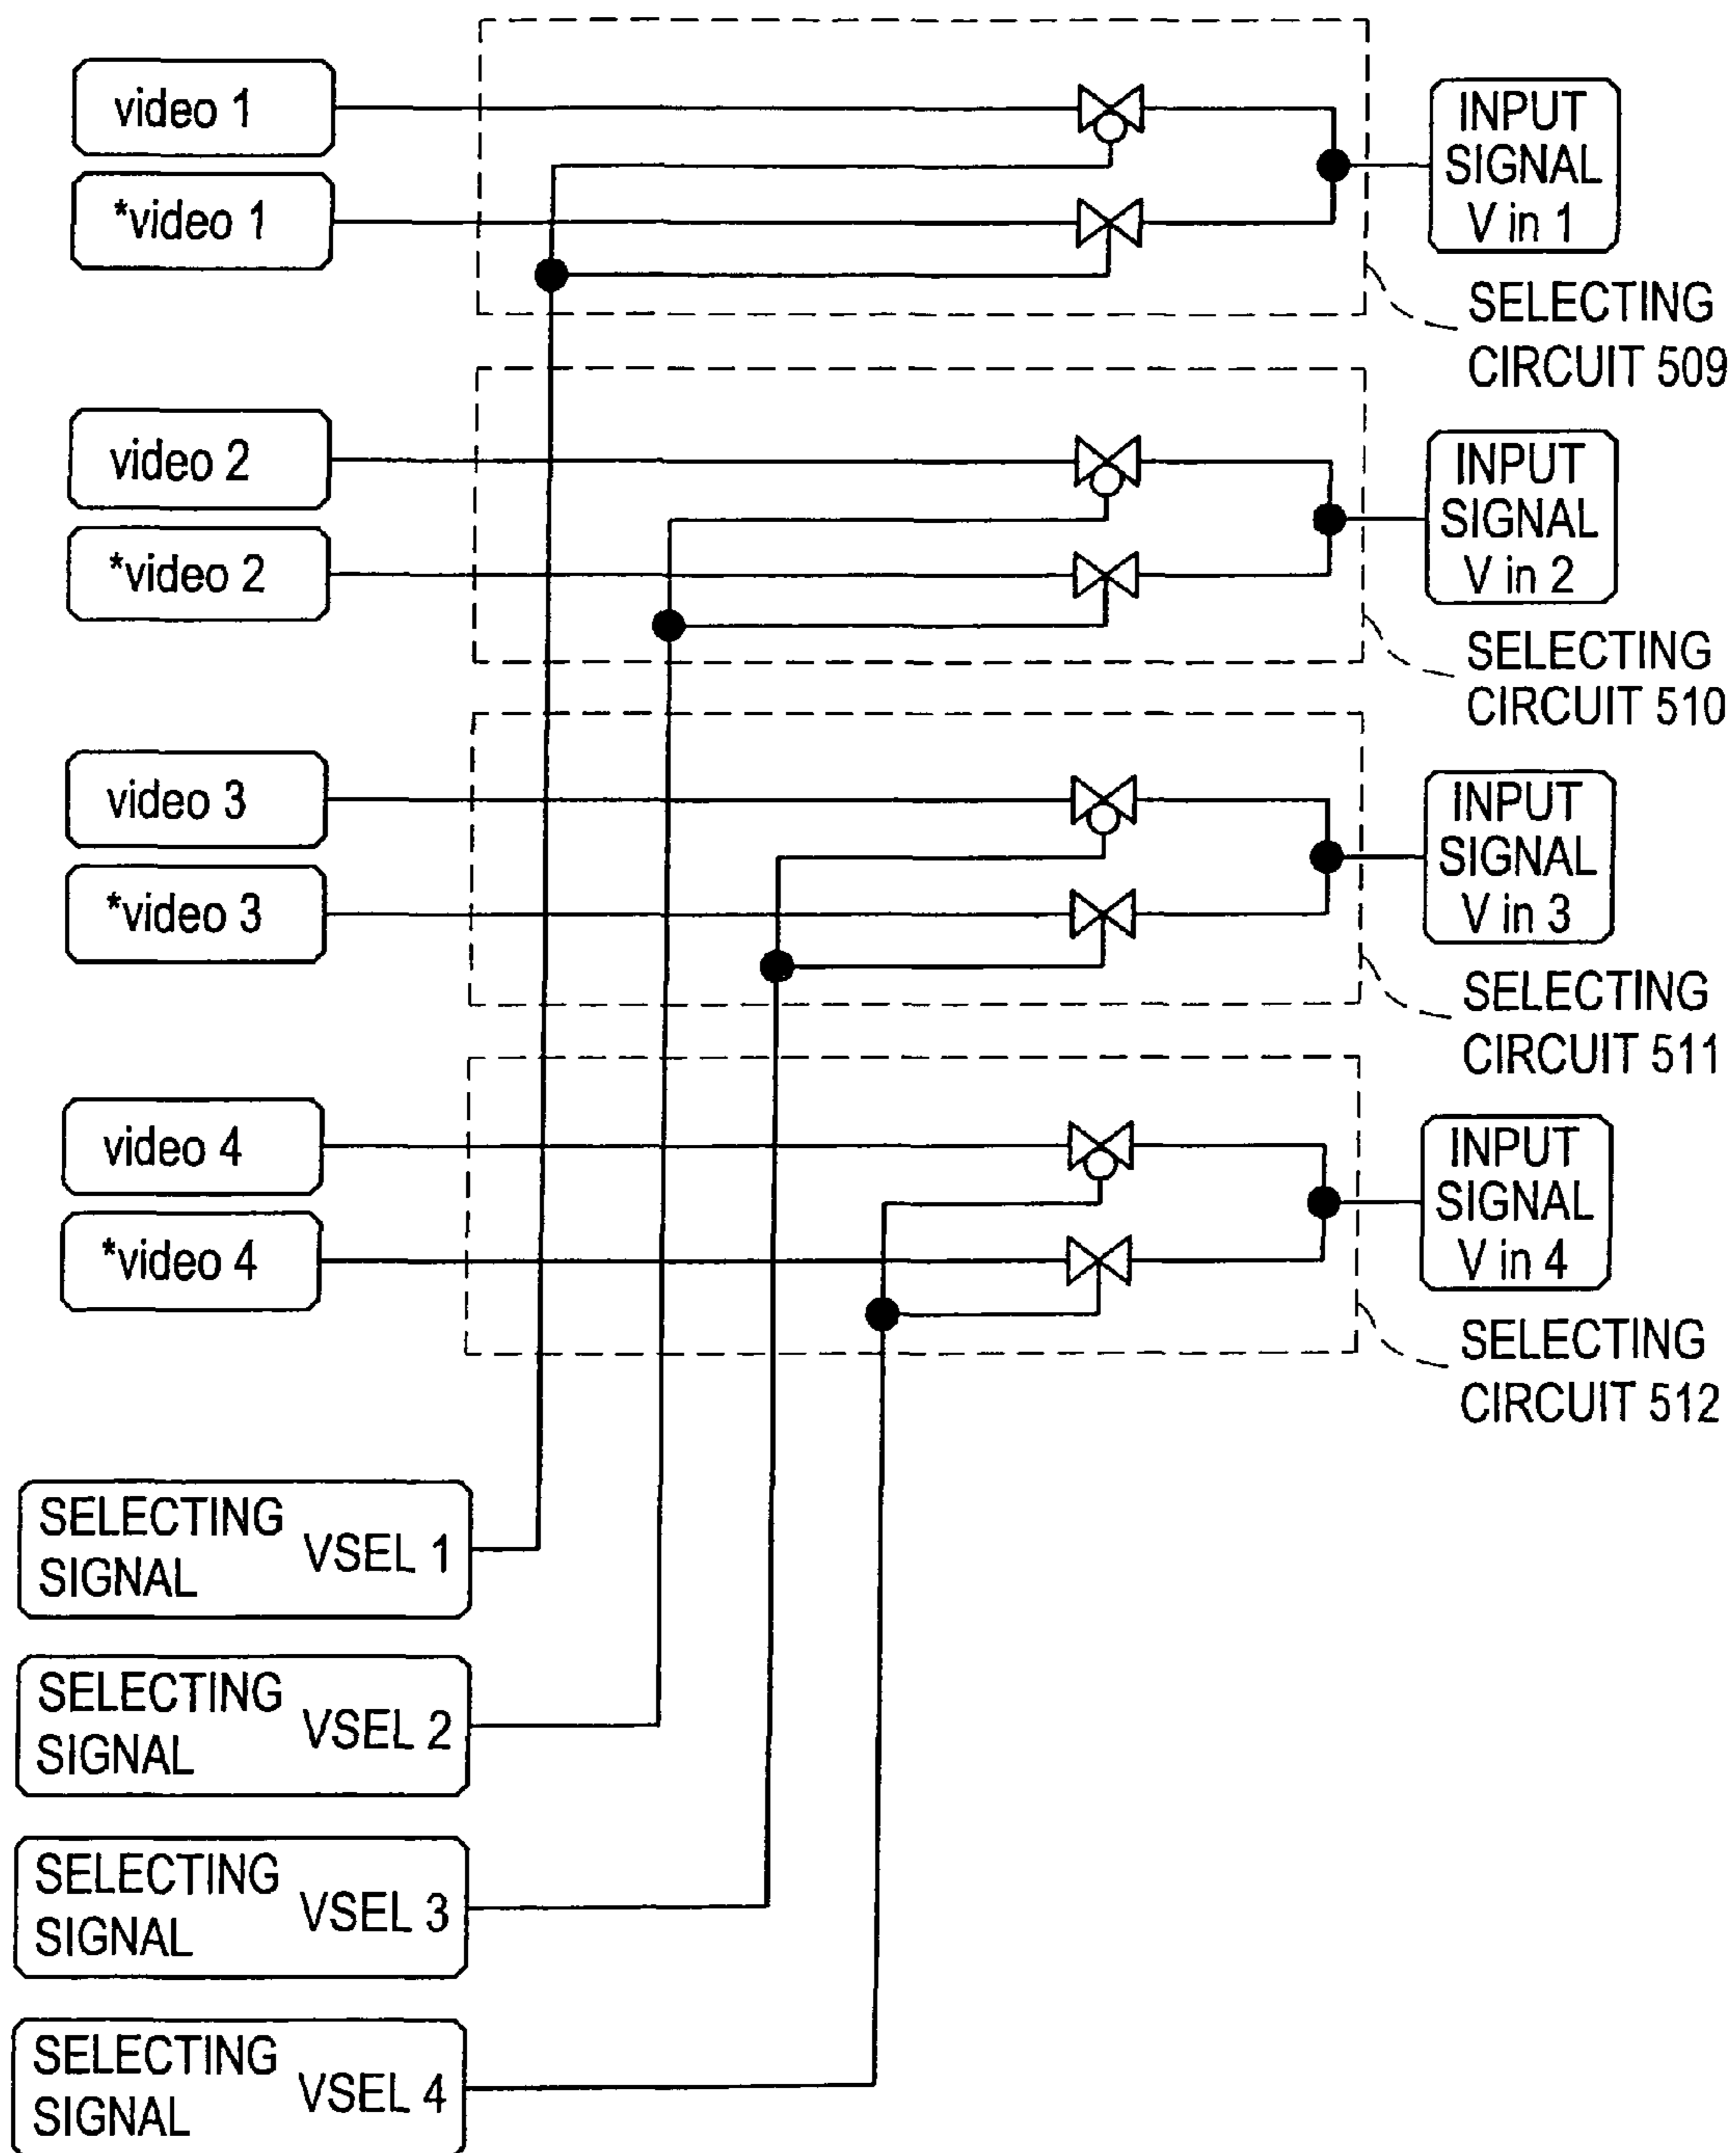 video 1
*video 1
INPUT
SIGNAL
V in 1
SELECTING
CIRCUIT 509
video 2
*video 2
INPUT
SIGNAL
V in 2
SELECTING
CIRCUIT 510
video 3
*video 3
INPUT
SIGNAL
V in 3
SELECTING
CIRCUIT 511
video 4
*video 4
INPUT
SIGNAL
V in 4
SELECTING
CIRCUIT 512
SELECTING
SIGNAL
VSEL 1
SELECTING
SIGNAL
VSEL 2
SELECTING
SIGNAL
VSEL 3
SELECTING
SIGNAL
VSEL 4